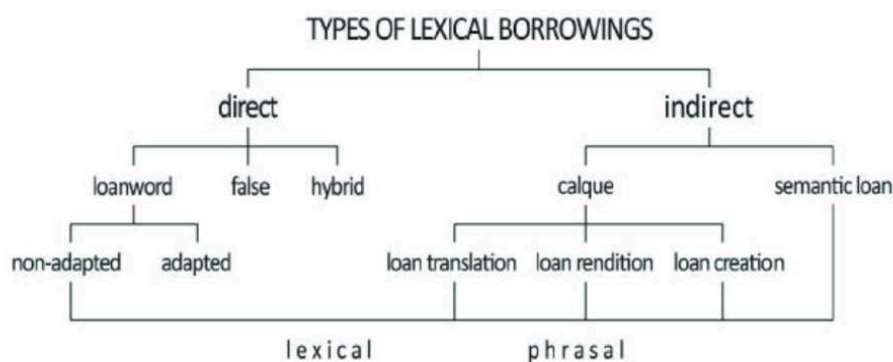 TYPES OF LEXICAL BORROWINGS
direct indirect
loanword false hybrid calque semantic loan
non-adapted adapted loan translation loan rendition loan creation
lexical phrasal